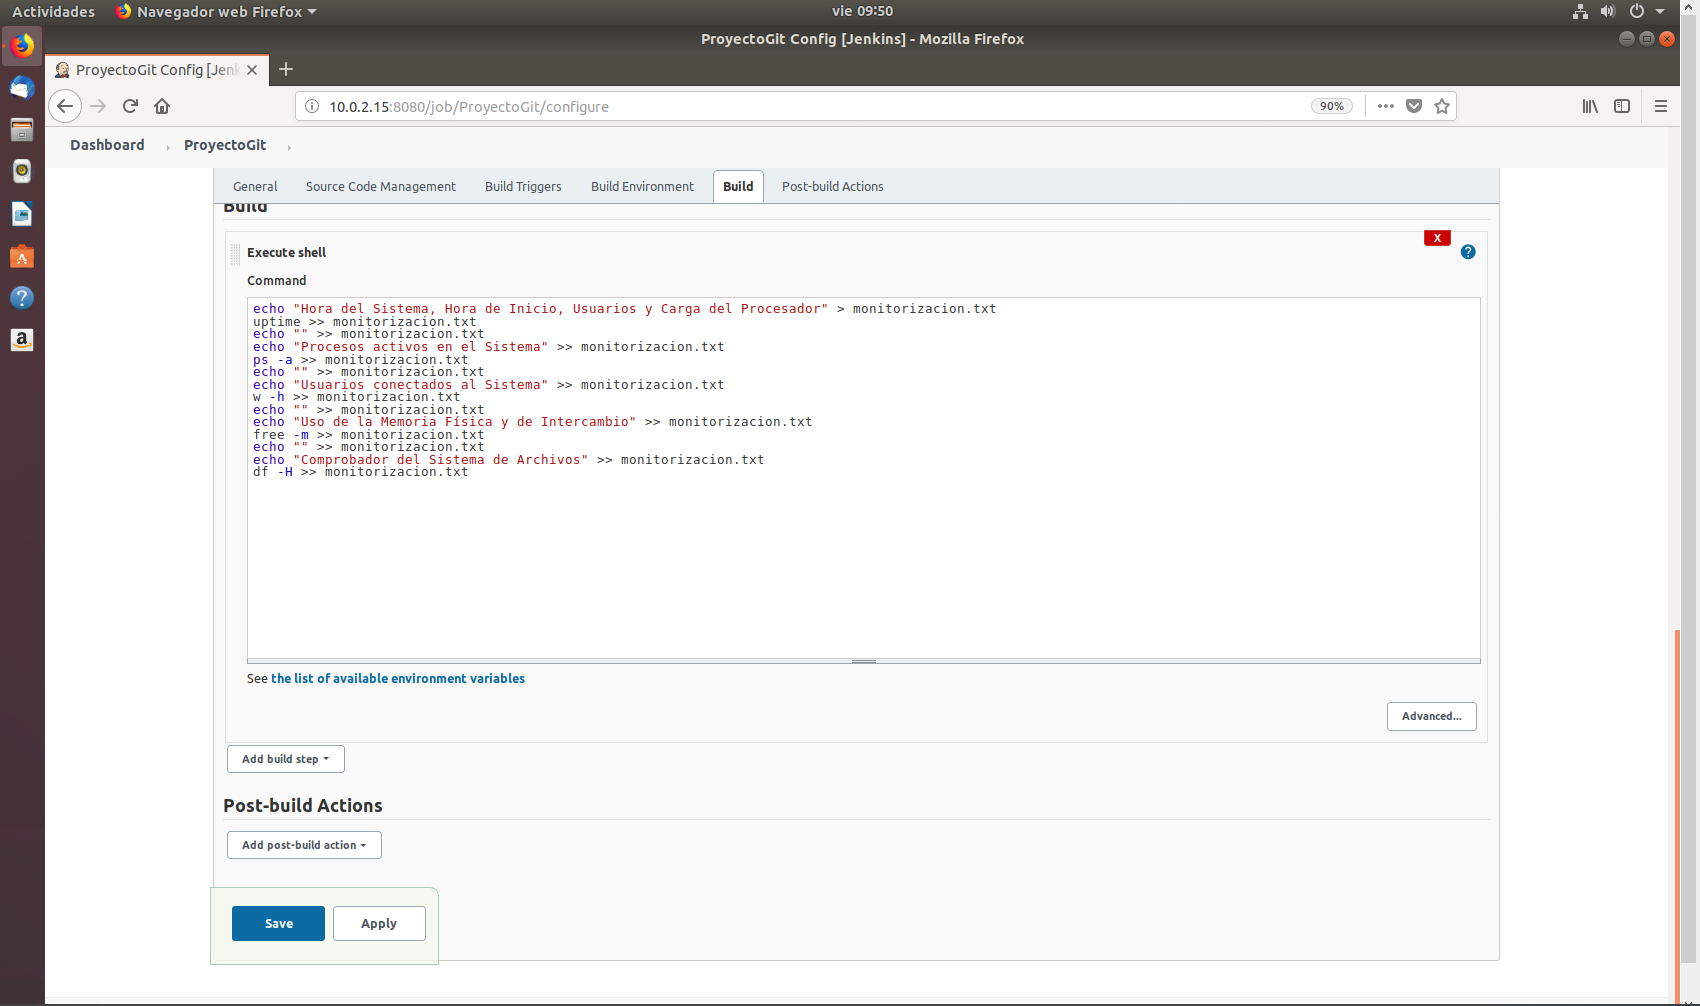 Actividades
Navegador web Firefox
vie 09:50
ProyectoGit Config [Jenkins] - Mozilla Firefox
ProyectoGit Config [Jenk
10.0.2.15:8080/job/ProyectoGit/configure
90%
Dashboard
ProyectoGit
General
Source Code Management
Build Triggers
Build Environment
Build
Post-build Actions
Build
X
Execute shell
?
Command
echo "Hora del Sistema, Hora de Inicio, Usuarios y Carga del Procesador" > monitorizacion.txt
uptime >> monitorizacion.txt
echo "" >> monitorizacion.txt
echo "Procesos activos en el Sistema" >> monitorizacion.txt
ps -a >> monitorizacion.txt
echo "" >> monitorizacion.txt
echo "Usuarios conectados al Sistema" >> monitorizacion.txt
w -h >> monitorizacion.txt
echo "" >> monitorizacion.txt
echo "Uso de la Memoria Física y de Intercambio" >> monitorizacion.txt
free -m >> monitorizacion.txt
echo "" >> monitorizacion.txt
echo "Comprobador del Sistema de Archivos" >> monitorizacion.txt
df -H >> monitorizacion.txt
See the list of available environment variables
Advanced...
Add build step
Post-build Actions
Add post-build action
Save
Apply